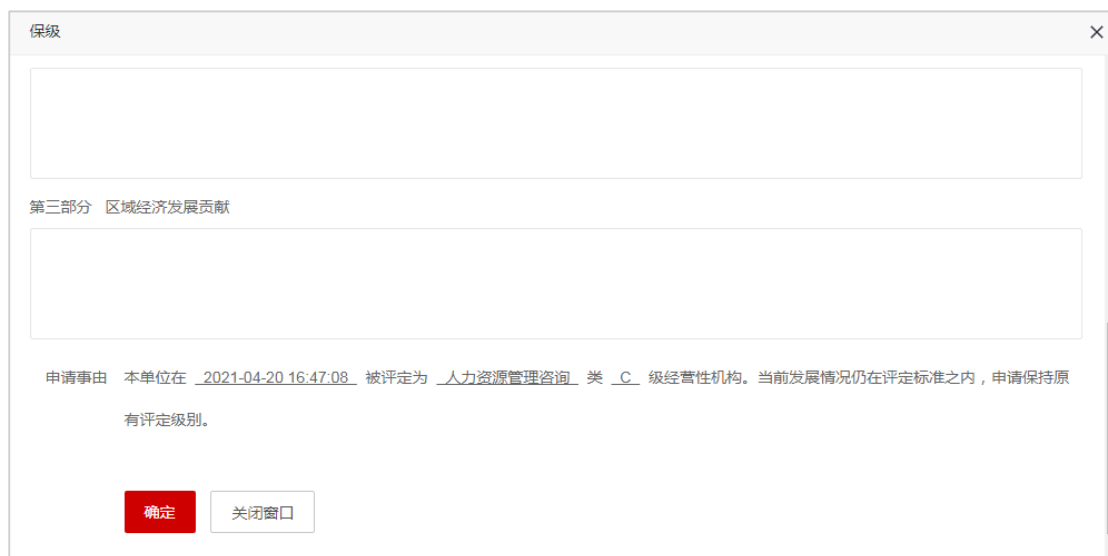 保级
第三部分 区域经济发展贡献
申请事由 本单位在 2021-04-20 16:47:08 被评定为 人力资源管理咨询 类 C 级经营性机构。当前发展情况仍在评定标准之内，申请保持原
有评定级别。
确定 关闭窗口